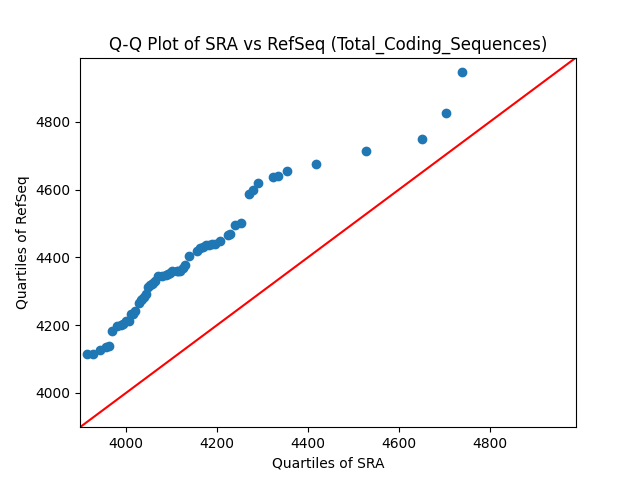 Q-Q Plot of SRA vs RefSeq (Total_Coding_Sequences)
Quartiles of RefSeq
4800
4600
4400
4200
4000
4000 4200 4400 4600 4800
Quartiles of SRA